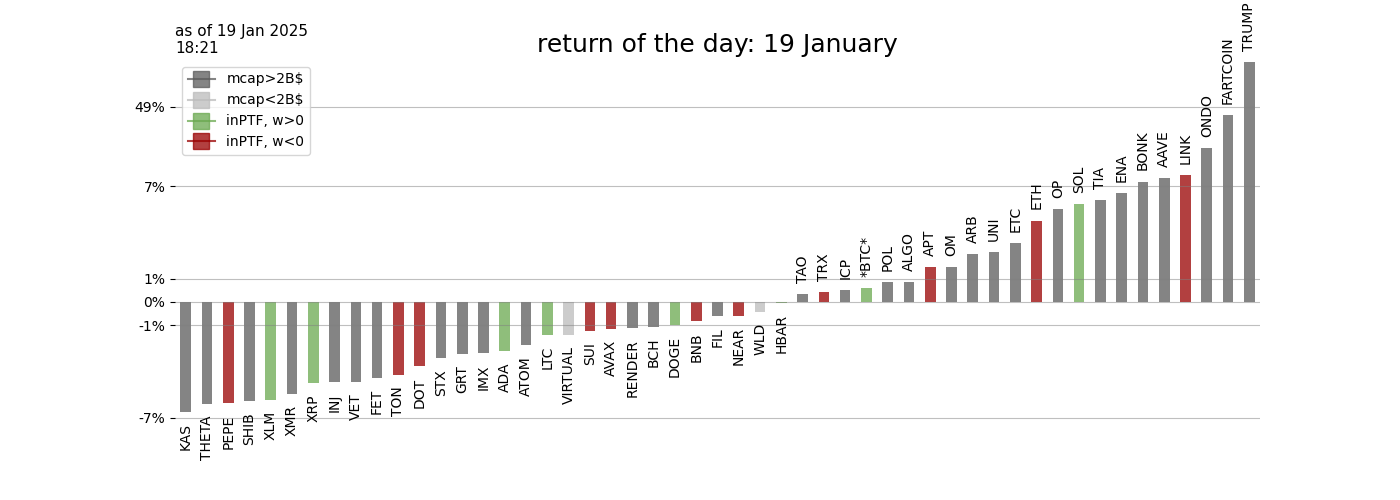 as of 19 Jan 2025
18:21
return of the day: 19 January
mcap>2B$
mcap<2B$
inPTF, w>0
inPTF, w<0
49%
7%
1%
0%
-1%
-7%
KAS
THETA
PEPE
SHIB
XLM
XMR
XRP
INJ
VET
FET
TON
DOT
STX
GRT
IMX
ADA
ATOM
LTC
VIRTUAL
SUI
AVAX
RENDER
BCH
DOGE
BNB
FIL
NEAR
WLD
HBAR
TAO
TRX
ICP
*BTC*
POL
ALGO
APT
OM
ARB
UNI
ETC
ETH
OP
SOL
TIA
ENA
BONK
AAVE
LINK
ONDO
FARTCOIN
TRUMP